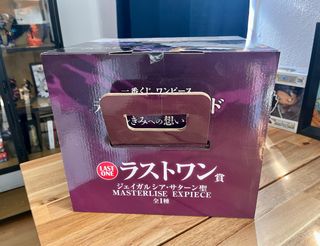 一番くじ ワンピース
ド
きみへの想い
LAST ONE
ラストワン賞
ジェイガルシア・サターン聖
MASTERLISE EXPIECE
全1種